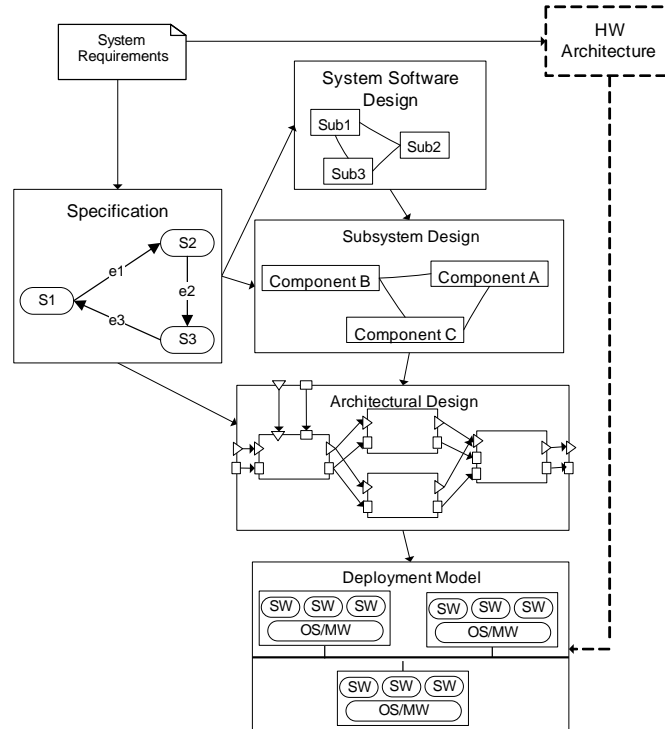 System
Requirements
HW
Architecture
System Software
Design
Sub1
Sub2
Sub3
Specification
S2
e1
S1
e2
e3
S3
Subsystem Design
Component B
Component A
Component C
Architectural Design
Deployment Model
SW SW SW
OS/MW
SW SW SW
OS/MW
SW SW SW
OS/MW